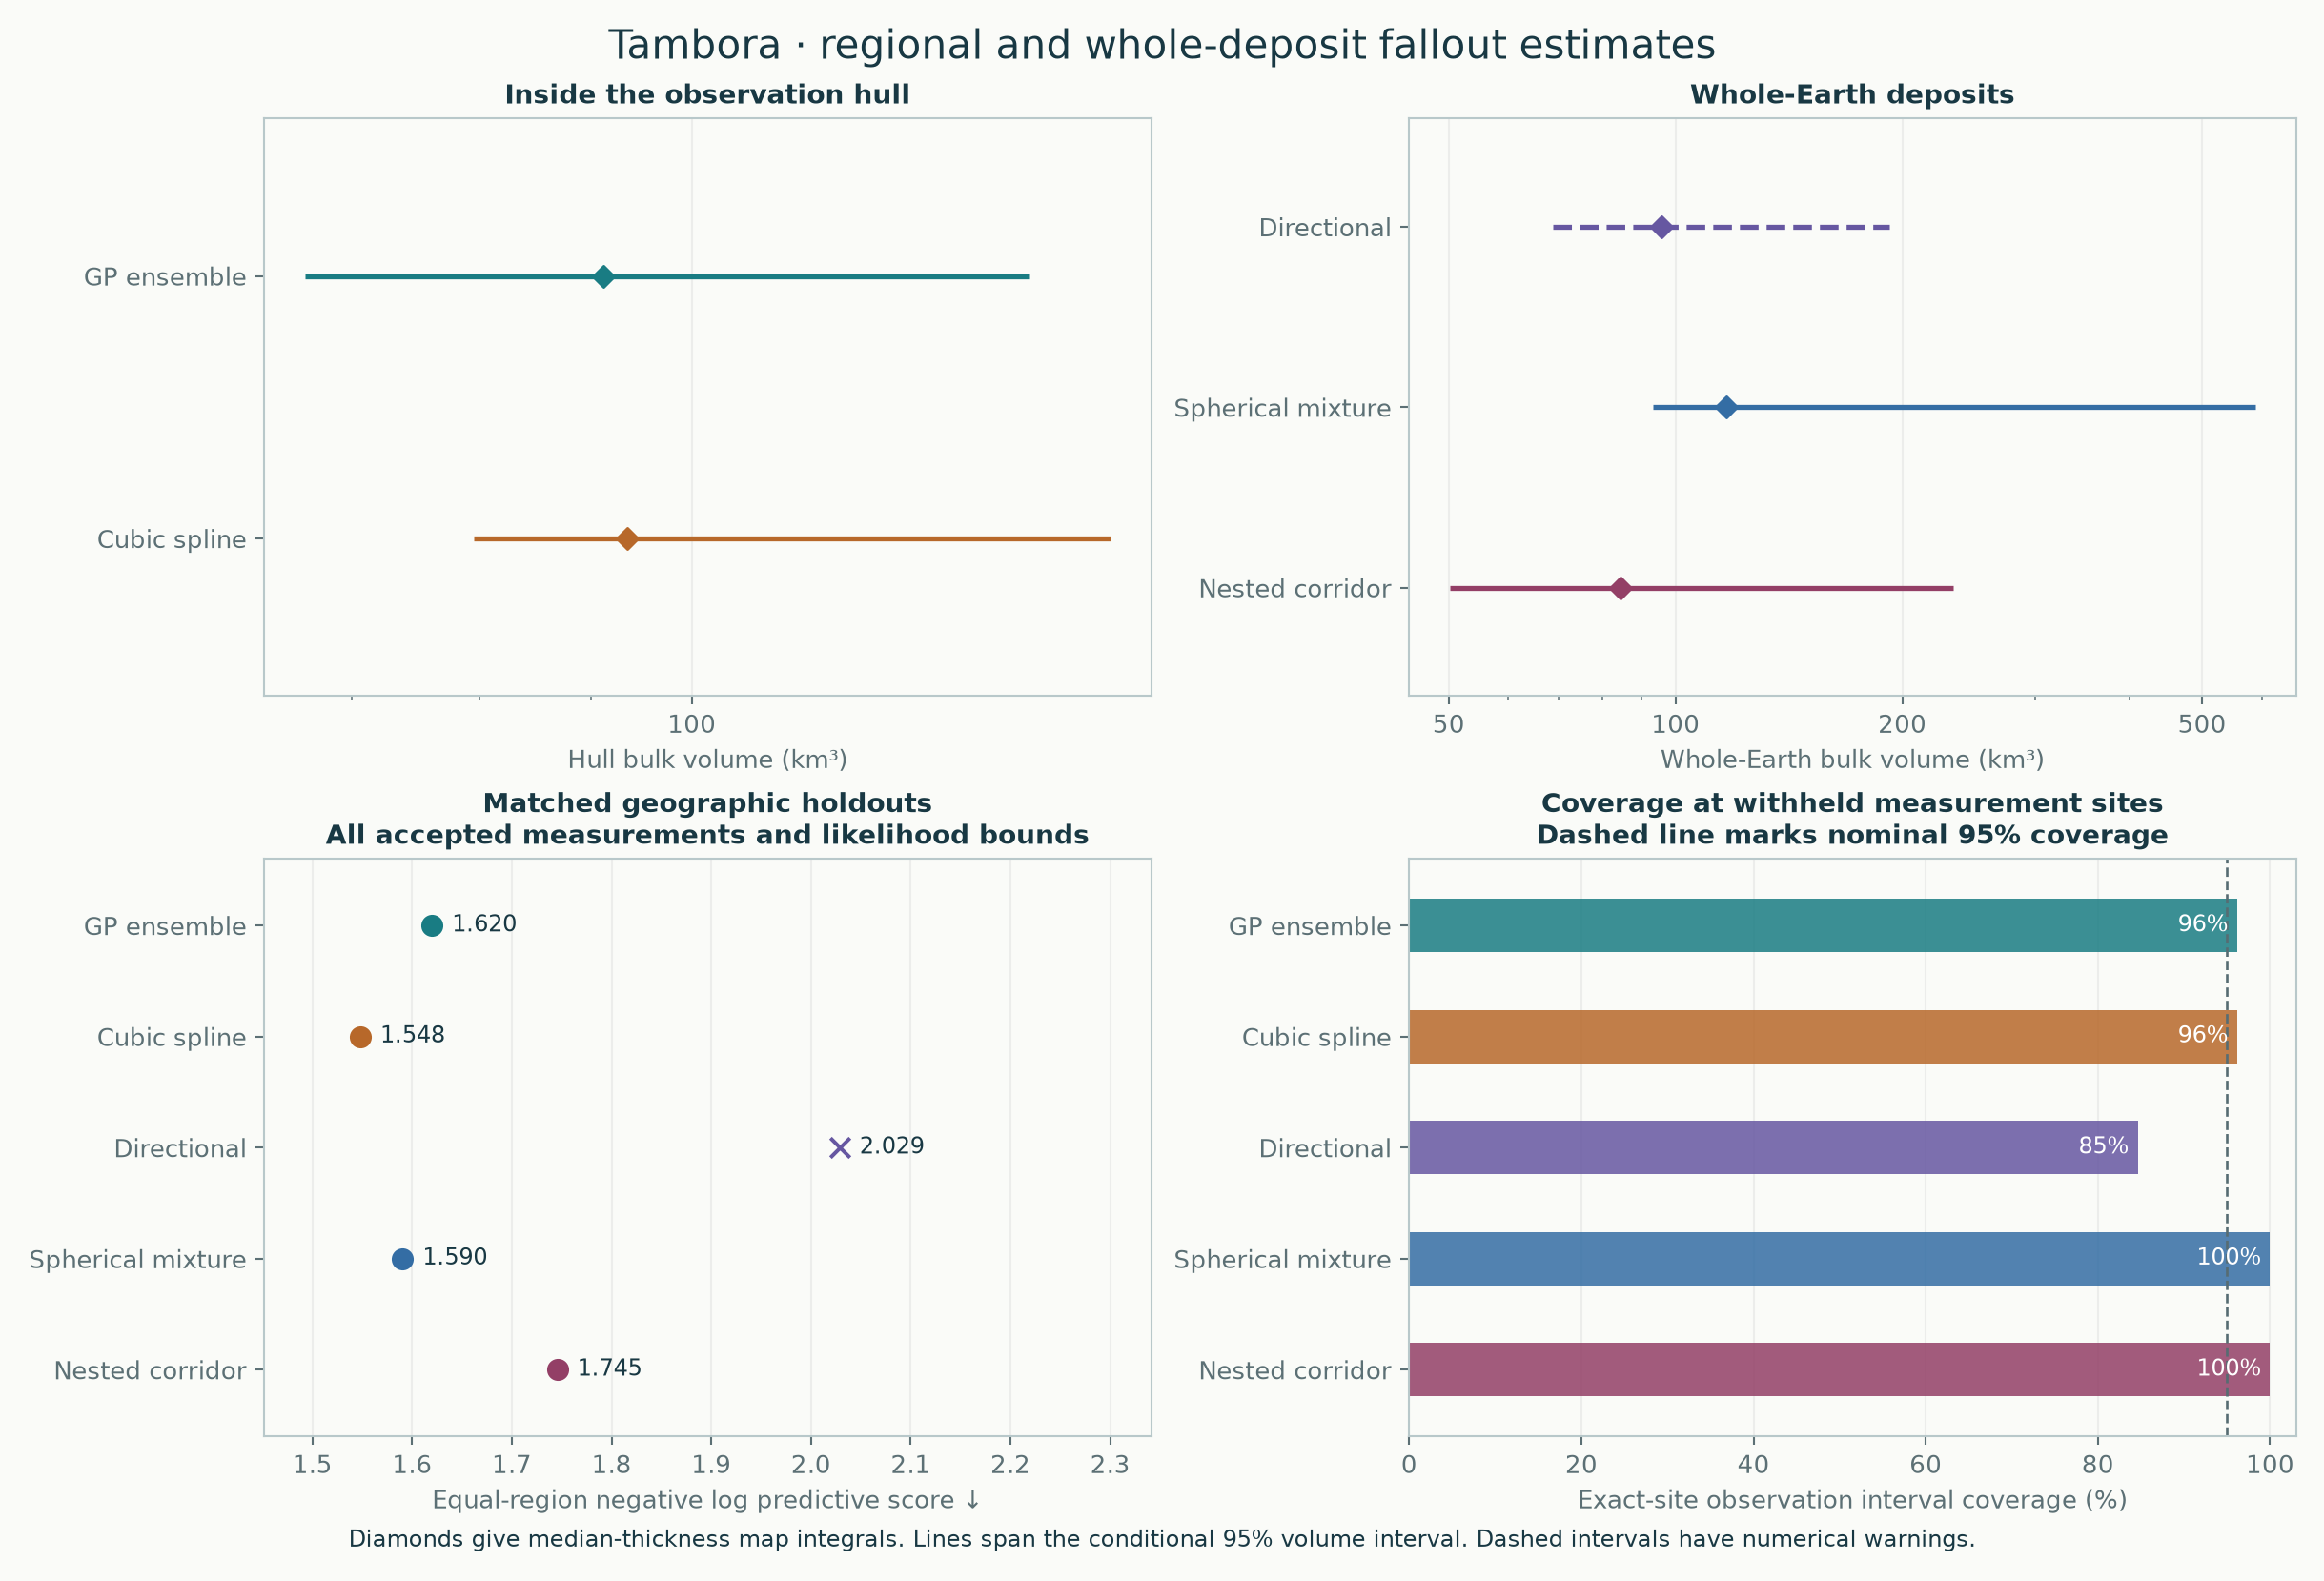 Tambora · regional and whole-deposit fallout estimates
Inside the observation hull
GP ensemble
Cubic spline
100
Hull bulk volume (km³)
Whole-Earth deposits
Directional
Spherical mixture
Nested corridor
50 100 200 500
Whole-Earth bulk volume (km³)
Matched geographic holdouts
All accepted measurements and likelihood bounds
GP ensemble 1.620
Cubic spline 1.548
Directional 2.029
Spherical mixture 1.590
Nested corridor 1.745
1.5 1.6 1.7 1.8 1.9 2.0 2.1 2.2 2.3
Equal-region negative log predictive score ↓
Coverage at withheld measurement sites
Dashed line marks nominal 95% coverage
GP ensemble 96%
Cubic spline 96%
Directional 85%
Spherical mixture 100%
Nested corridor 100%
0 20 40 60 80 100
Exact-site observation interval coverage (%)
Diamonds give median-thickness map integrals. Lines span the conditional 95% volume interval. Dashed intervals have numerical warnings.